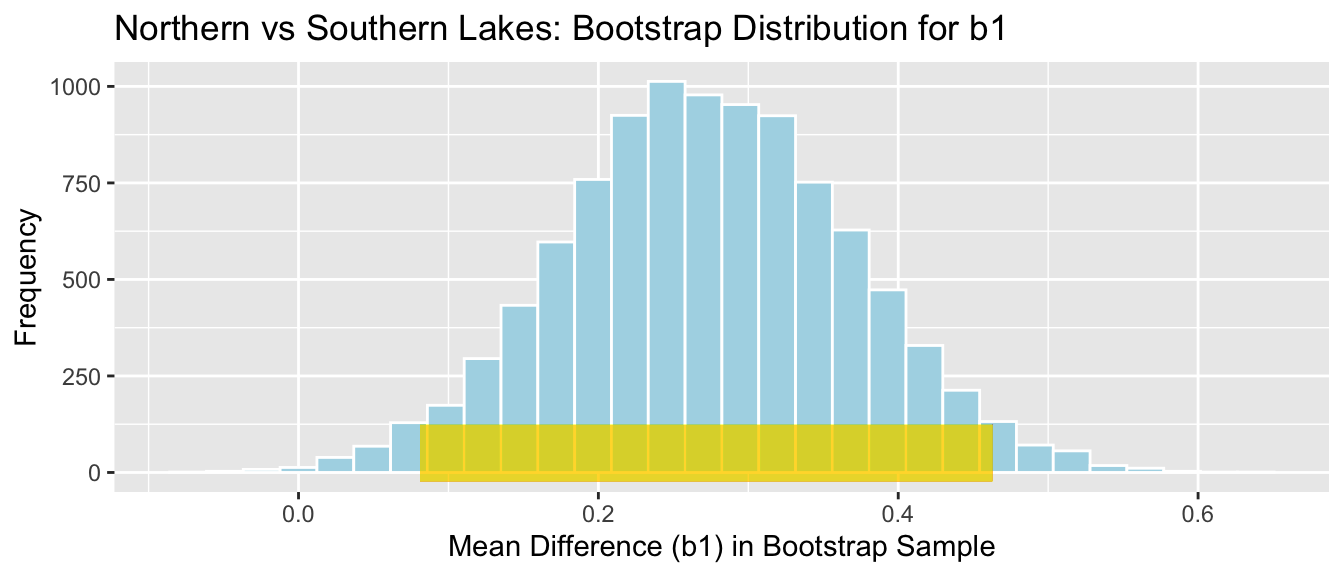 Northern vs Southern Lakes: Bootstrap Distribution for b1
Frequency
1000
750
500
250
0
0.0 0.2 0.4 0.6
Mean Difference (b1) in Bootstrap Sample